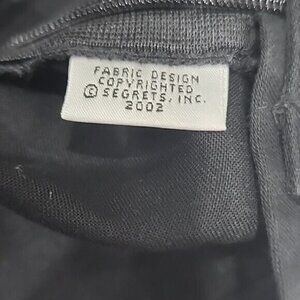 FABRIC DESIGN
COPYRIGHTED
© SEGRETS, INC.
2002